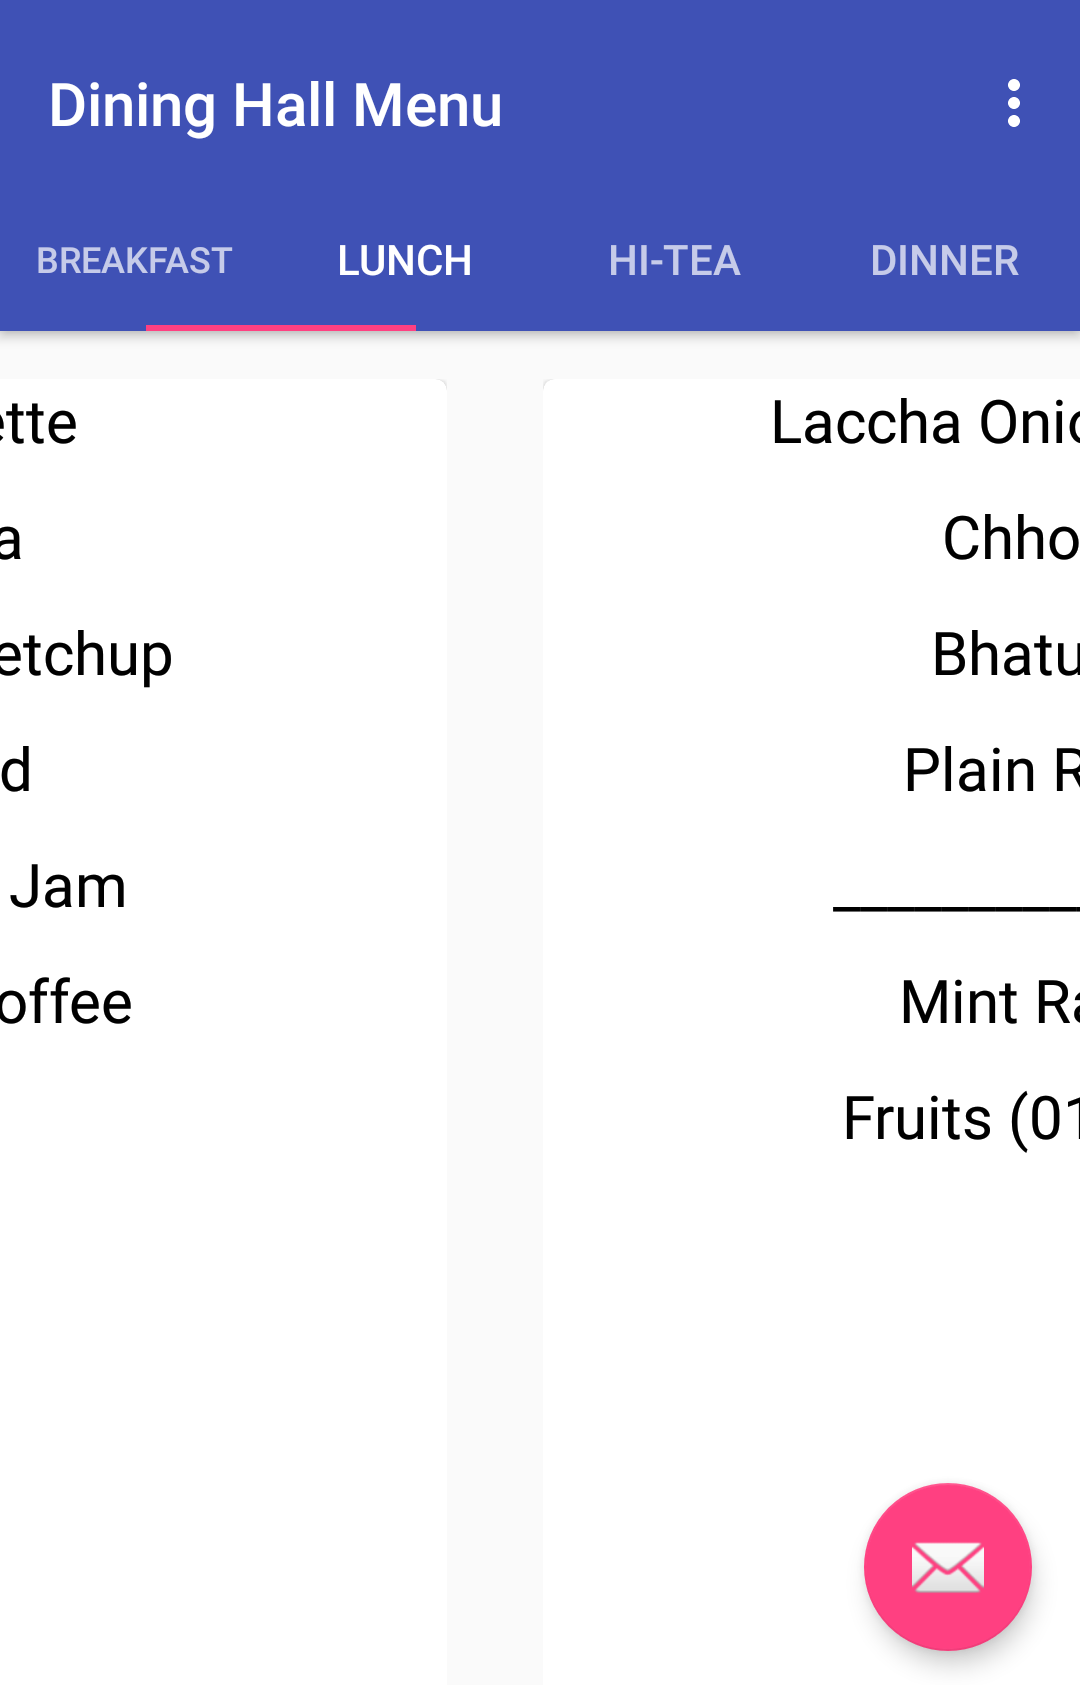 Dining Hall Menu
BREAKFAST LUNCH HI-TEA DINNER
ette
a
etchup
d
Jam
offee
Laccha Onio
Chho
Bhatu
Plain R
Mint Ra
Fruits (01